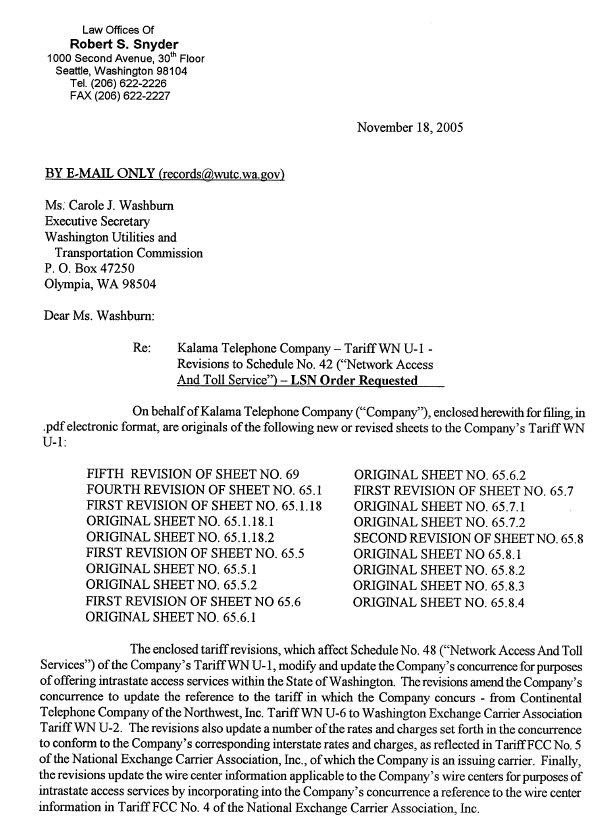 Law Offices Of
Robert S. Snyder
1000 Second Avenue, 30th Floor
Seattle, Washington 98104
Tel. (206) 622-2226
FAX (206) 622-2227
November 18, 2005
BY E-MAIL ONLY (records@wutc.wa.gov)
Ms. Carole J. Washburn
Executive Secretary
Washington Utilities and
Transportation Commission
P. O. Box 47250
Olympia, WA 98504
Dear Ms. Washburn:
Re: Kalama Telephone Company – Tariff WN U-1 -
Revisions to Schedule No. 42 (“Network Access
And Toll Service”) – LSN Order Requested
On behalf of Kalama Telephone Company (“Company”), enclosed herewith for filing, in
.pdf electronic format, are originals of the following new or revised sheets to the Company’s Tariff WN
U-1:
FIFTH REVISION OF SHEET NO. 69
FOURTH REVISION OF SHEET NO. 65.1
FIRST REVISION OF SHEET NO. 65.1.18
ORIGINAL SHEET NO. 65.1.18.1
ORIGINAL SHEET NO. 65.1.18.2
FIRST REVISION OF SHEET NO. 65.5
ORIGINAL SHEET NO. 65.5.1
ORIGINAL SHEET NO. 65.5.2
FIRST REVISION OF SHEET NO 65.6
ORIGINAL SHEET NO. 65.6.1
ORIGINAL SHEET NO. 65.6.2
FIRST REVISION OF SHEET NO. 65.7
ORIGINAL SHEET NO. 65.7.1
ORIGINAL SHEET NO. 65.7.2
SECOND REVISION OF SHEET NO. 65.8
ORIGINAL SHEET NO 65.8.1
ORIGINAL SHEET NO. 65.8.2
ORIGINAL SHEET NO. 65.8.3
ORIGINAL SHEET NO. 65.8.4
The enclosed tariff revisions, which affect Schedule No. 48 (“Network Access And Toll
Services”) of the Company’s Tariff WN U-1, modify and update the Company’s concurrence for purposes
of offering intrastate access services within the State of Washington. The revisions amend the Company’s
concurrence to update the reference to the tariff in which the Company concurs - from Continental
Telephone Company of the Northwest, Inc. Tariff WN U-6 to Washington Exchange Carrier Association
Tariff WN U-2. The revisions also update a number of the rates and charges set forth in the concurrence
to conform to the Company’s corresponding interstate rates and charges, as reflected in Tariff FCC No. 5
of the National Exchange Carrier Association, Inc., of which the Company is an issuing carrier. Finally,
the revisions update the wire center information applicable to the Company’s wire centers for purposes of
intrastate access services by incorporating into the Company’s concurrence a reference to the wire center
information in Tariff FCC No. 4 of the National Exchange Carrier Association, Inc.